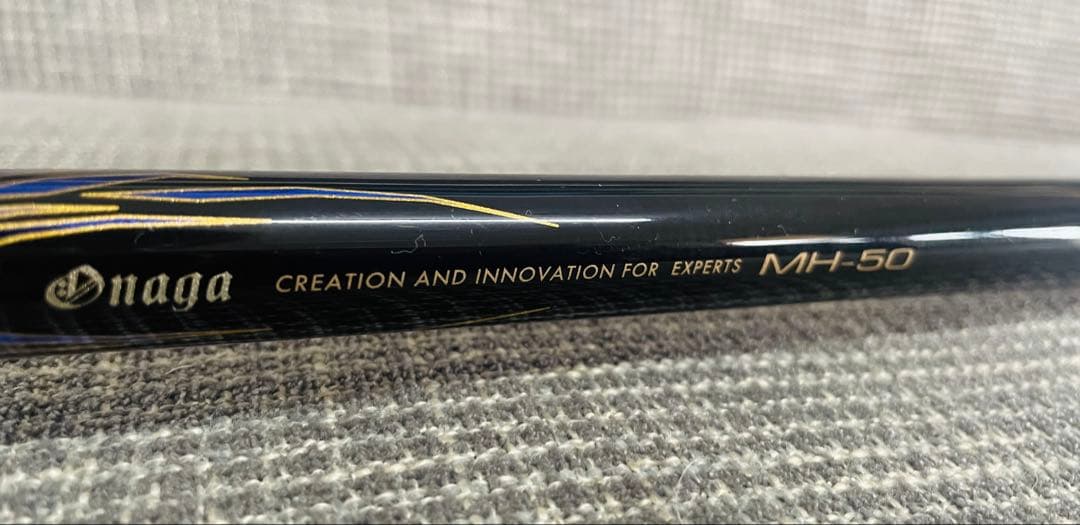 Onaga CREATION AND INNOVATION FOR EXPERTS MH-50